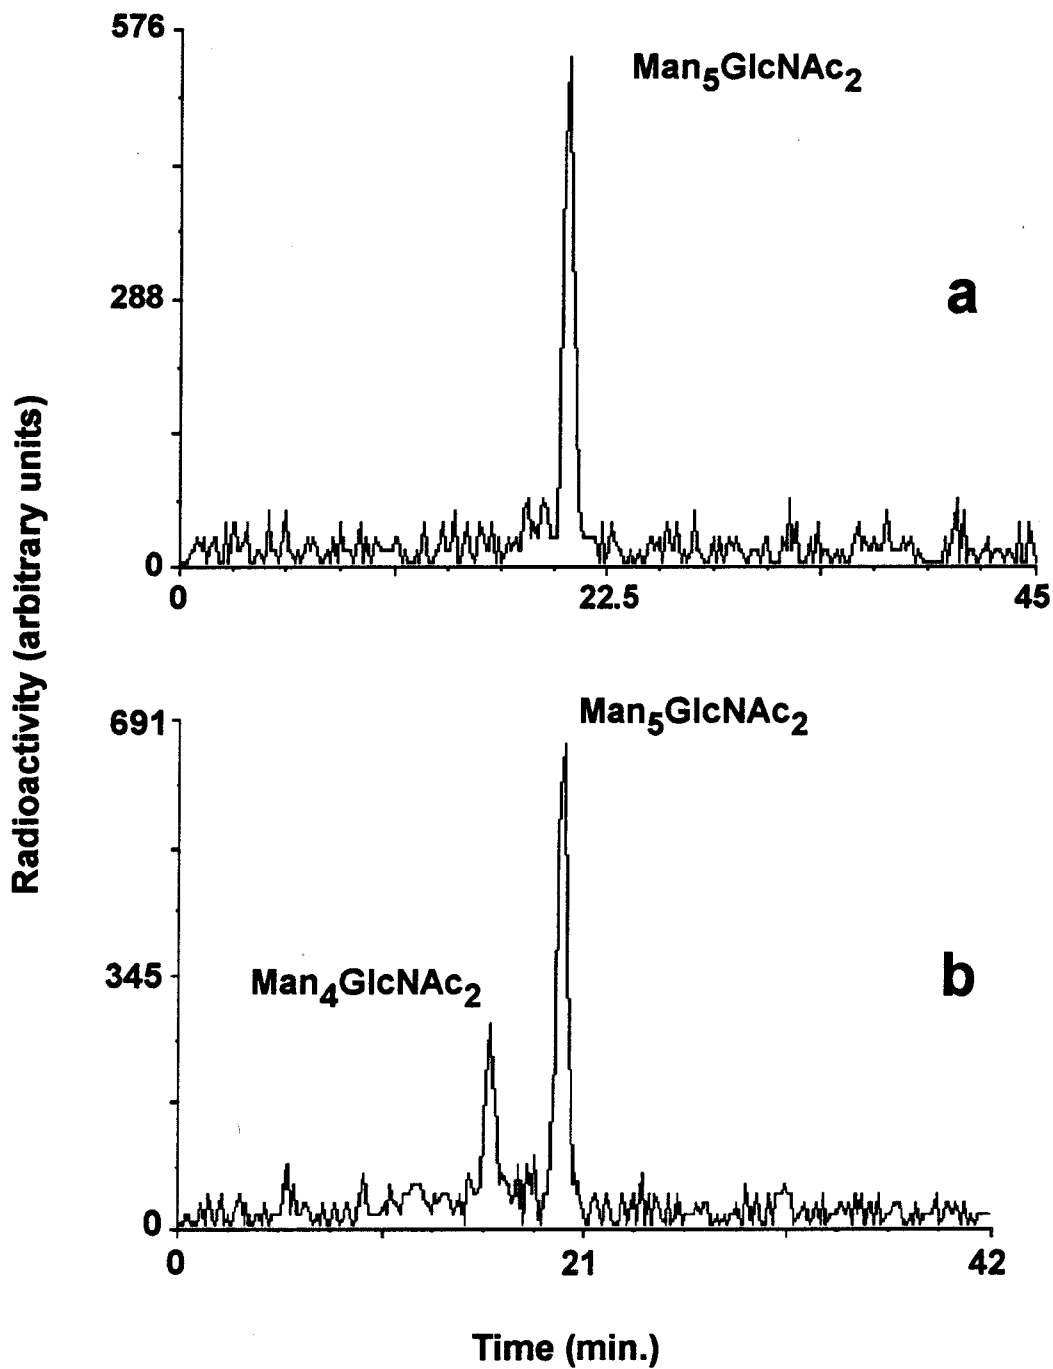 576
Man5GlcNAc2
288
a
0
0 22.5 45
Radioactivity (arbitrary units)
691
Man5GlcNAc2
345
Man4GlcNAc2
b
0
0 21 42
Time (min.)